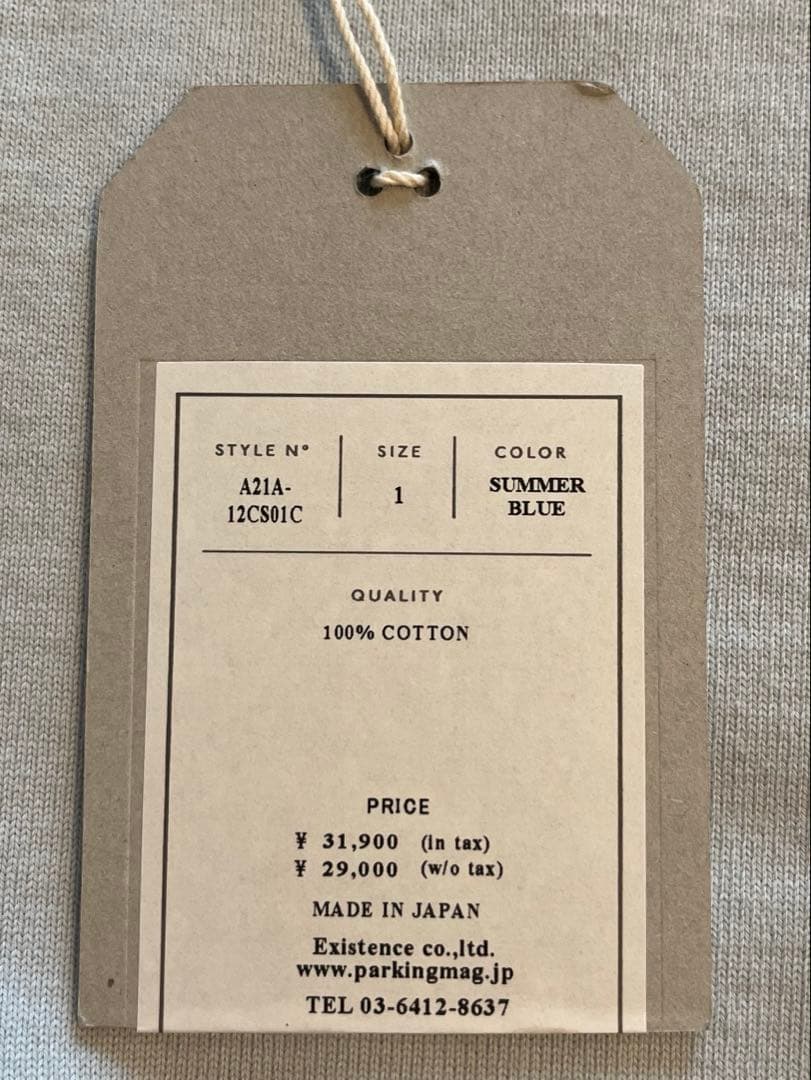 STYLE Nº
A21A-
12CS01C
SIZE
1
COLOR
SUMMER
BLUE
QUALITY
100% COTTON
PRICE
¥ 31,900 (in tax)
¥ 29,000 (w/o tax)
MADE IN JAPAN
Existence co.,ltd.
www.parkingmag.jp
TEL 03-6412-8637